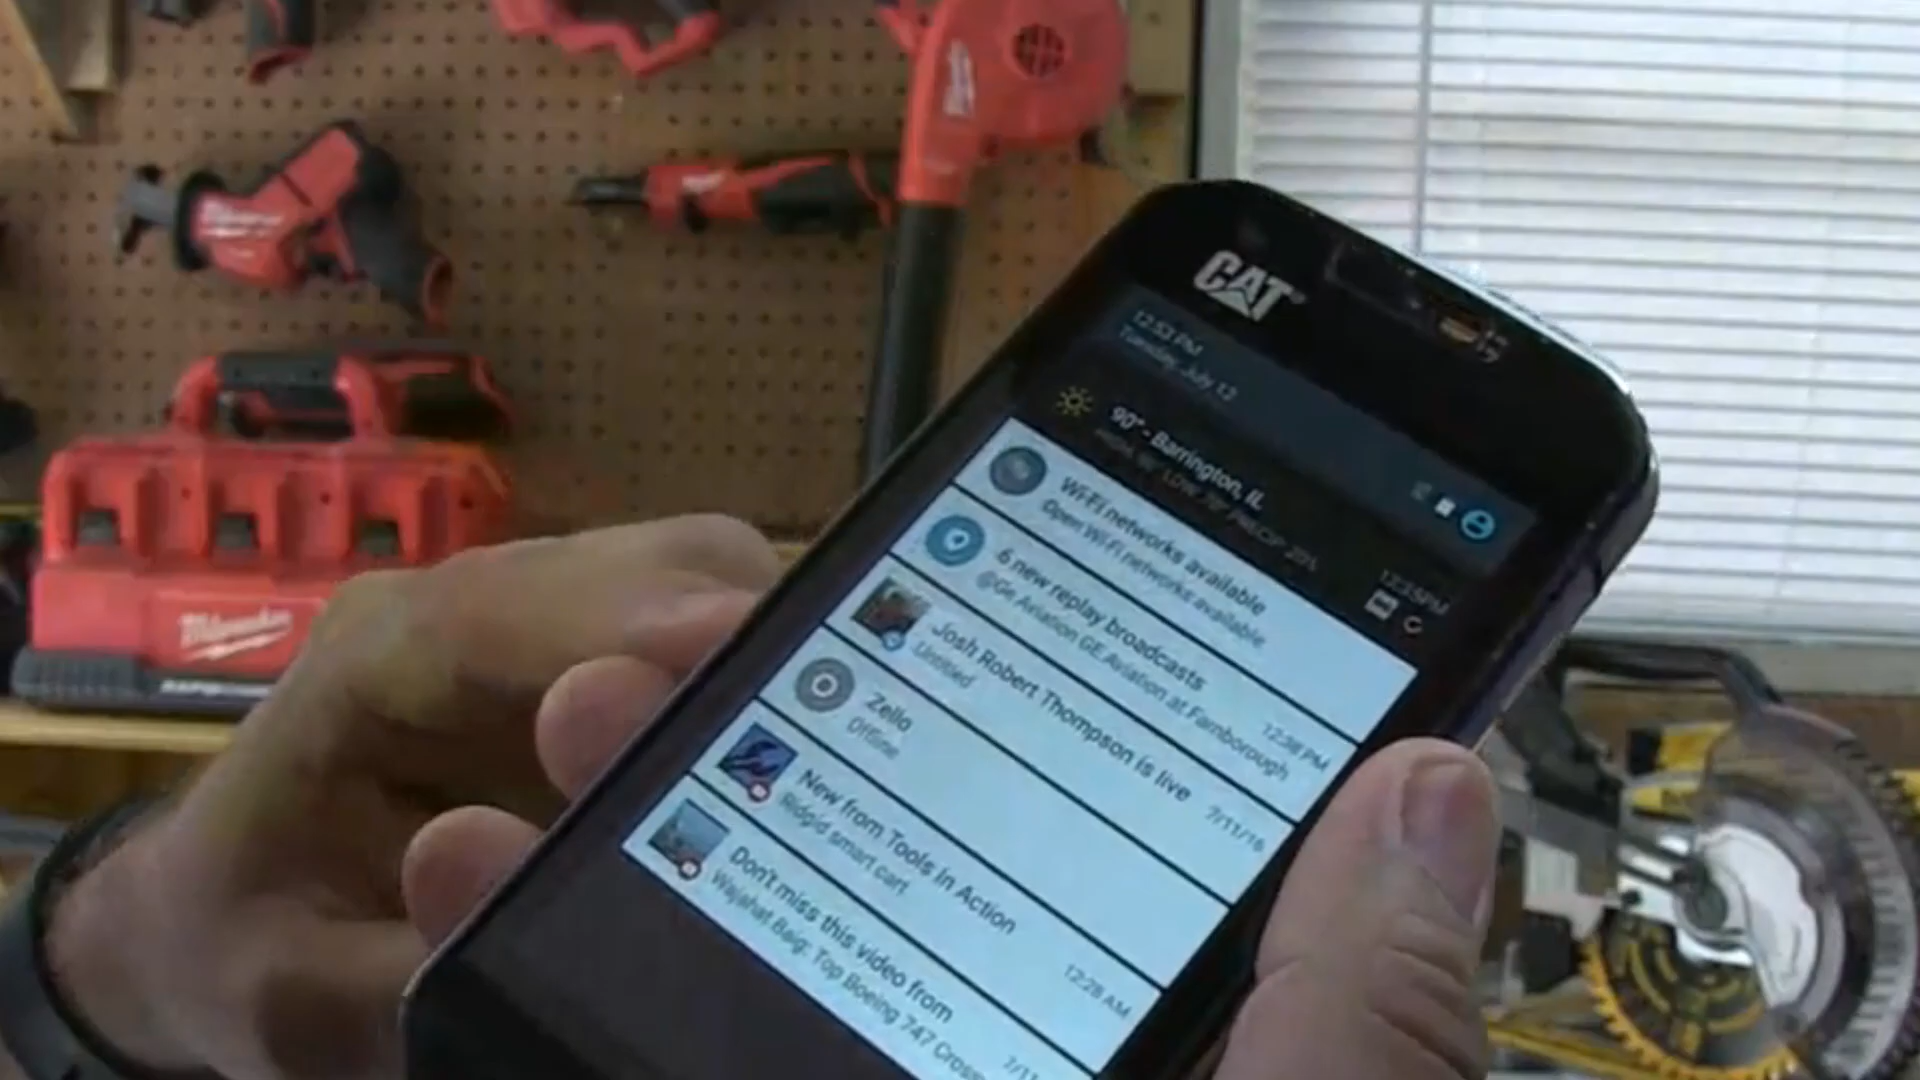 CAT
12:53 PM
Tuesday, July 12
90° - Barrington, IL
12:23PM
Wi-Fi networks available
Open Wi-Fi networks available
6 new replay broadcasts
12:38 PM
@Ge Aviation GE Aviation at Farnborough
Josh Robert Thompson is live
7/11/16
Untitled
Zello
Offline
New from Tools In Action
12:28 AM
Ridgid smart cart
Don't miss this video from
Wajahat Baig: Top Boeing 747 Cross
Milwaukee